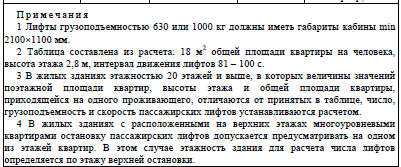 Примечания
1 Лифты грузоподъемностью 630 или 1000 кг должны иметь габариты кабины min
2100×1100 мм.
2 Таблица составлена из расчета: 18 м² общей площади квартиры на человека,
высота этажа 2,8 м, интервал движения лифтов 81 – 100 с.
3 В жилых зданиях этажностью 20 этажей и выше, в которых величины значений
поэтажной площади квартир, высоты этажа и общей площади квартиры,
приходящейся на одного проживающего, отличаются от принятых в таблице, число,
грузоподъемность и скорость пассажирских лифтов устанавливаются расчетом.
4 В жилых зданиях с расположенными на верхних этажах многоуровневыми
квартирами остановку пассажирских лифтов допускается предусматривать на одном
из этажей квартир. В этом случае этажность здания для расчета числа лифтов
определяется по этажу верхней остановки.